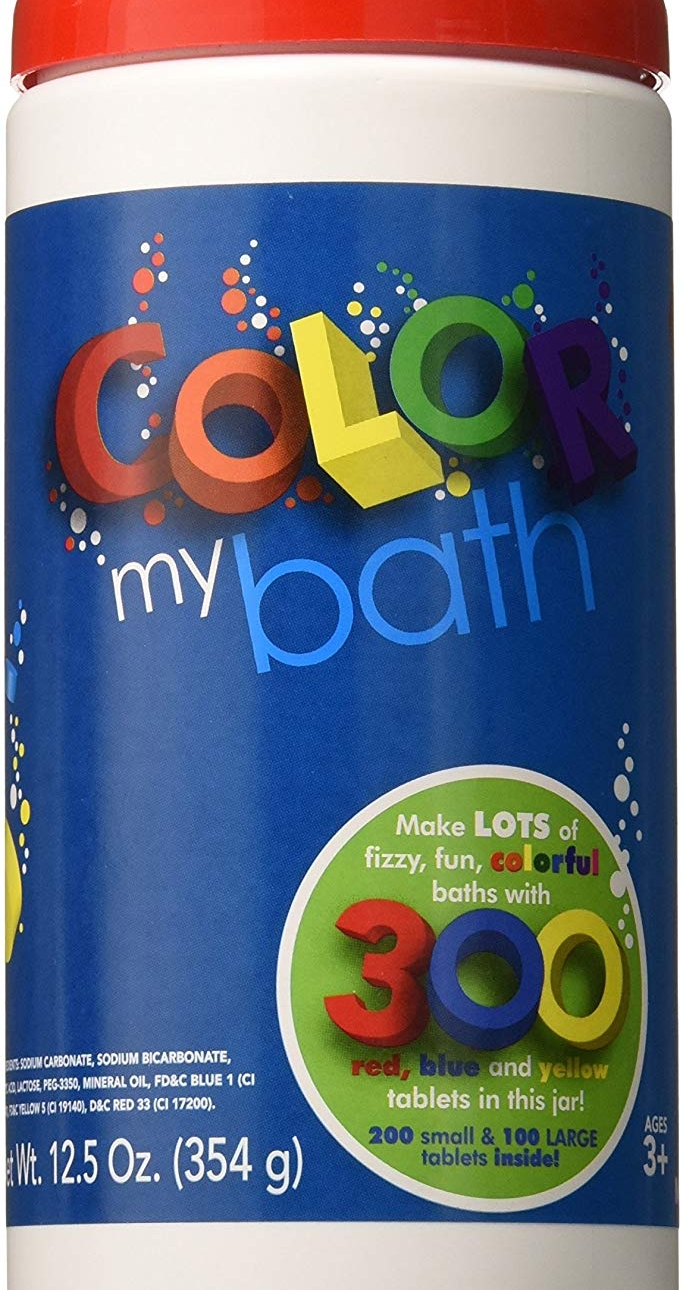 COLOR
my bath
Make LOTS of
fizzy, fun, colorful
baths with
300
red, blue and yellow
tablets in this jar!
200 small & 100 LARGE
tablets inside!
SODIUM CARBONATE, SODIUM BICARBONATE,
LACTOSE, PEG-3350, MINERAL OIL, FD&C BLUE 1 (CI
YELLOW 5 (CI 19140), D&C RED 33 (CI 17200).
Wt. 12.5 Oz. (354 g)
AGES
3+